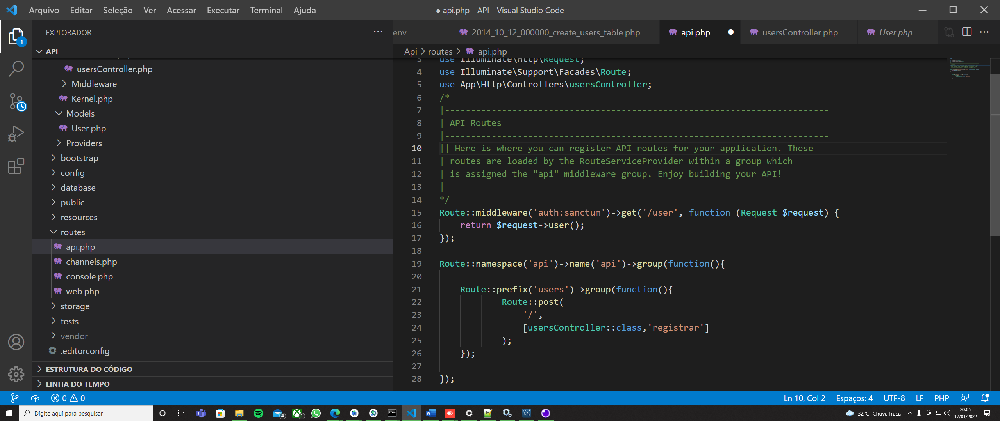 Arquivo Editar Seleção Ver Acessar Executar Terminal Ajuda
● api.php - API - Visual Studio Code
EXPLORADOR
env
2014_10_12_000000_create_users_table.php
api.php
usersController.php
User.php
1
API
usersController.php
Middleware
Kernel.php
Models
User.php
Providers
bootstrap
config
database
public
resources
routes
api.php
channels.php
console.php
web.php
storage
tests
vendor
.editorconfig
ESTRUTURA DO CÓDIGO
LINHA DO TEMPO
Api > routes > api.php
3 use Illuminate\Http\Request;
4 use Illuminate\Support\Facades\Route;
5 use App\Http\Controllers\usersController;
6 /*
7 |--------------------------------------------------------------------------
8 | API Routes
9 |--------------------------------------------------------------------------
10 || Here is where you can register API routes for your application. These
11 | routes are loaded by the RouteServiceProvider within a group which
12 | is assigned the "api" middleware group. Enjoy building your API!
13 |
14 */
15 Route::middleware('auth:sanctum')->get('/user', function (Request $request) {
16 return $request->user();
17 });
18
19 Route::namespace('api')->name('api')->group(function(){
20
21 Route::prefix('users')->group(function(){
22 Route::post(
23 '/',
24 [usersController::class,'registrar']
25 );
26 });
27
28 });
0 0
Ln 10, Col 2 Espaços: 4 UTF-8 LF PHP
Digite aqui para pesquisar
4
1
32°C Chuva fraca
20:05
17/01/2022